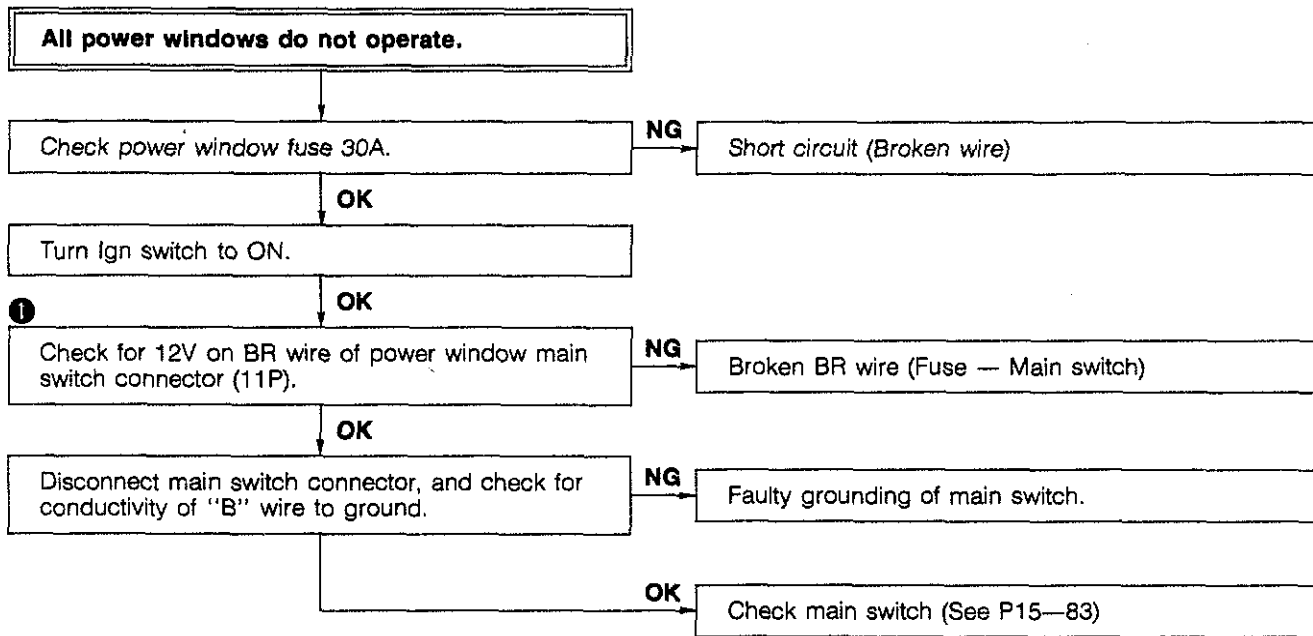 All power windows do not operate.
Check power window fuse 30A.
NG
Short circuit (Broken wire)
OK
Turn Ign switch to ON.
OK
❶
Check for 12V on BR wire of power window main
switch connector (11P).
NG
Broken BR wire (Fuse — Main switch)
OK
Disconnect main switch connector, and check for
conductivity of "B" wire to ground.
NG
Faulty grounding of main switch.
OK
Check main switch (See P15—83)